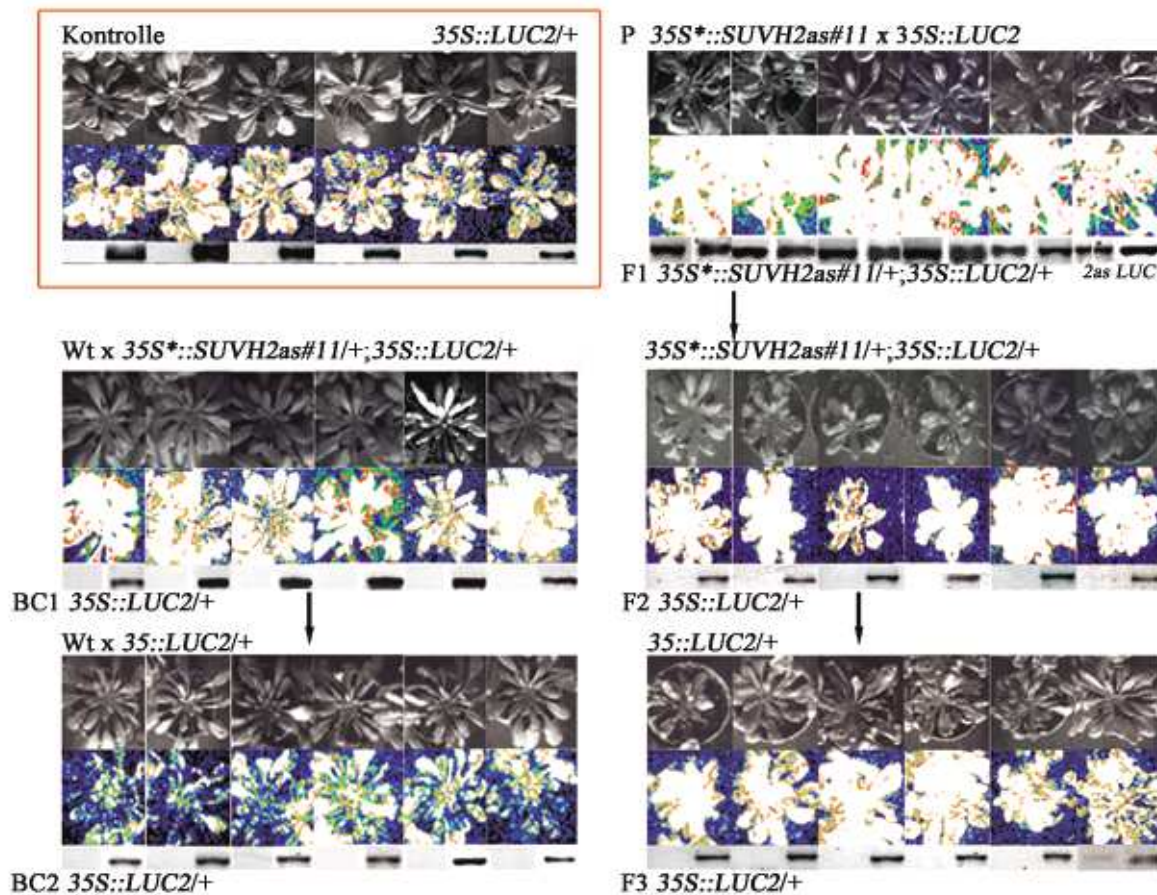 Kontrolle 35S::LUC2/+
P 35S*::SUVH2as#11 x 35S::LUC2
F1 35S*::SUVH2as#11/+;35S::LUC2/+ 2as LUC
Wt x 35S*::SUVH2as#11/+;35S::LUC2/+
35S*::SUVH2as#11/+;35S::LUC2/+
BC1 35S::LUC2/+
F2 35S::LUC2/+
Wt x 35::LUC2/+
35::LUC2/+
BC2 35S::LUC2/+
F3 35S::LUC2/+